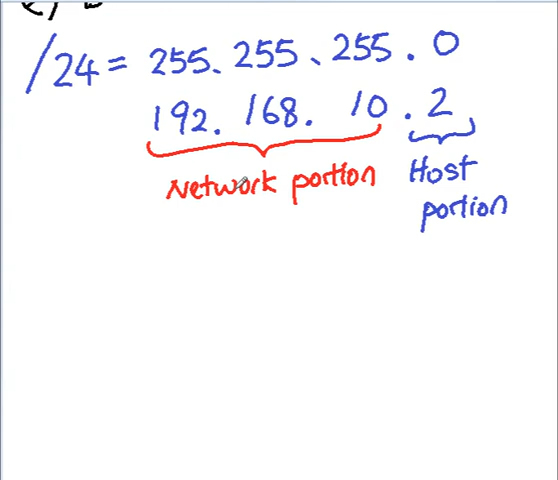 /24 = 255.255.255.0
192.168.10.2
Network portion Host
portion